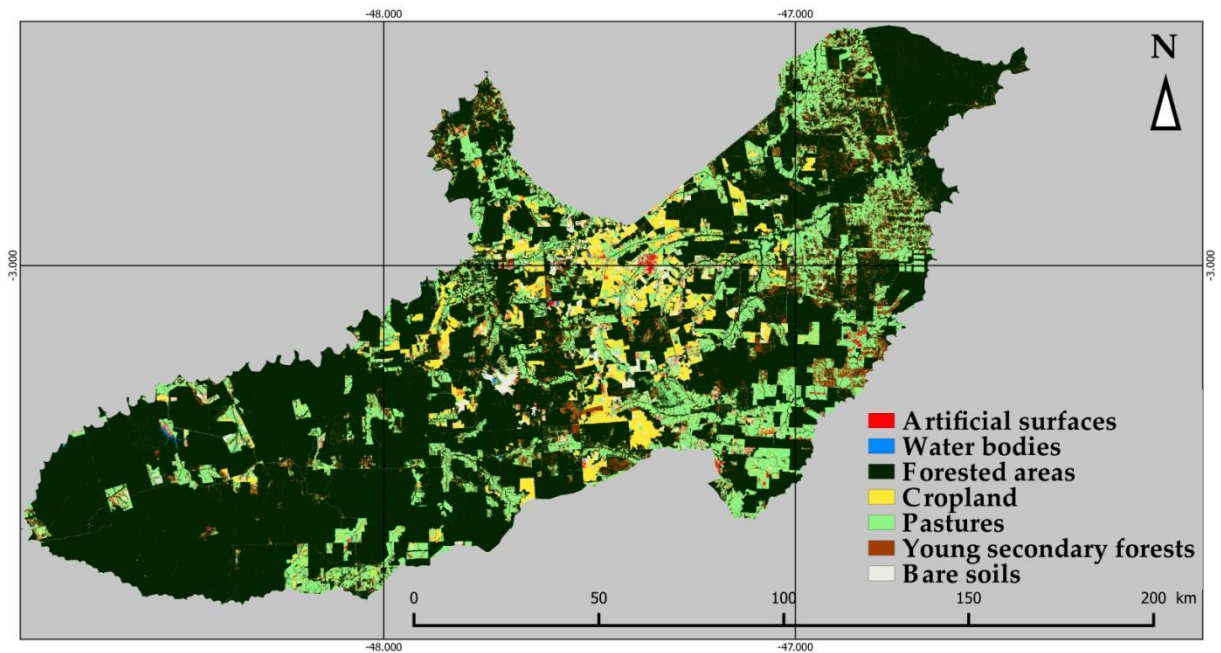 -48.000 -47.000
N
-3.000 -3.000
Artificial surfaces
Water bodies
Forested areas
Cropland
Pastures
Young secondary forests
Bare soils
0 50 100 150 200 km
-48.000 -47.000